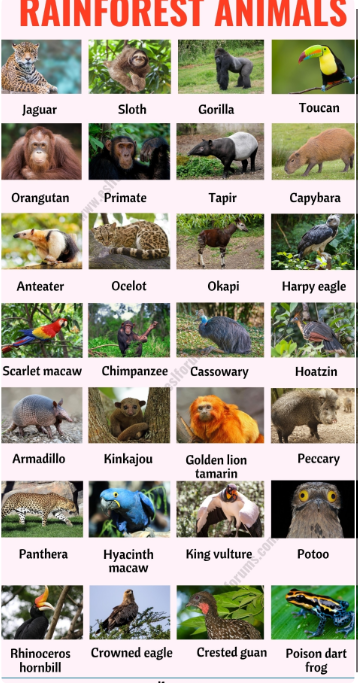 RAINFOREST ANIMALS
Jaguar Sloth Gorilla Toucan
Orangutan Primate Tapir Capybara
Anteater Ocelot Okapi Harpy eagle
Scarlet macaw Chimpanzee Cassowary Hoatzin
Armadillo Kinkajou Golden lion tamarin Peccary
Panthera Hyacinth macaw King vulture Potoo
Rhinoceros hornbill Crowned eagle Crested guan Poison dart frog